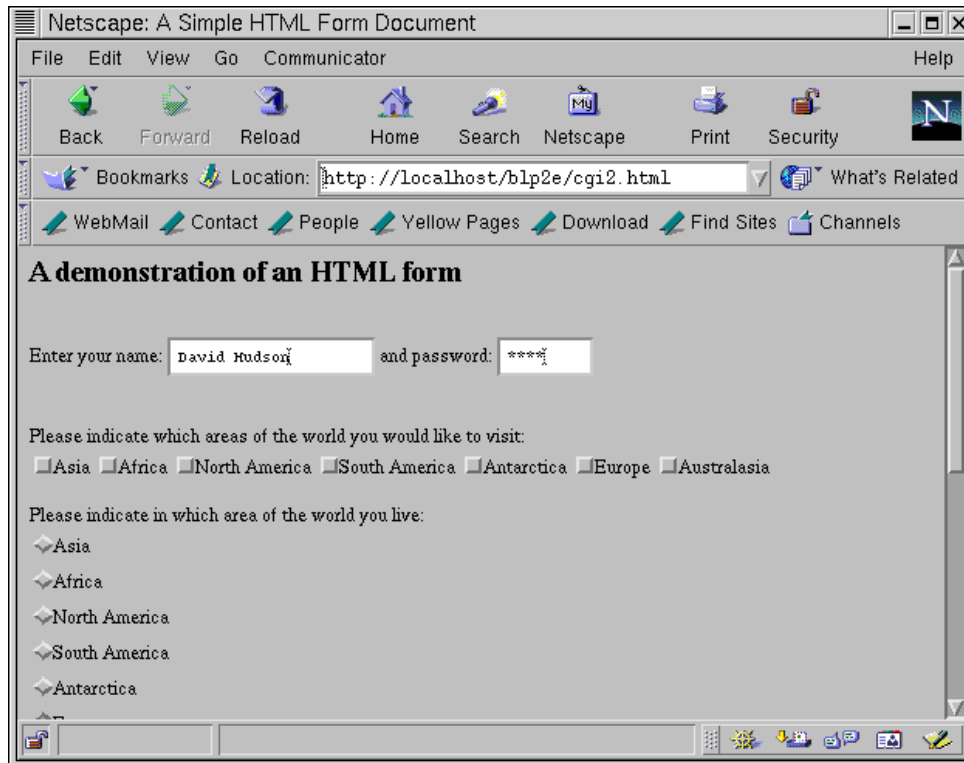 Netscape: A Simple HTML Form Document
File Edit View Go Communicator Help
Back Forward Reload Home Search Netscape Print Security
My
N
Bookmarks Location: http://localhost/blp2e/cgi2.html What's Related
WebMail Contact People Yellow Pages Download Find Sites Channels
A demonstration of an HTML form
Enter your name: David Hudson and password: ****
Please indicate which areas of the world you would like to visit:
Asia Africa North America South America Antarctica Europe Australasia
Please indicate in which area of the world you live:
Asia
Africa
North America
South America
Antarctica